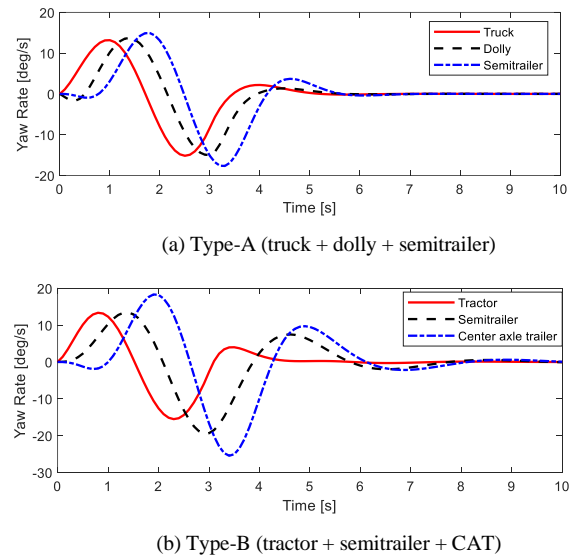 20
10
0
-10
-20
Yaw Rate [deg/s]
Truck
Dolly
Semitrailer
0 1 2 3 4 5 6 7 8 9 10
Time [s]
(a) Type-A (truck + dolly + semitrailer)
20
10
0
-10
-20
-30
Yaw Rate [deg/s]
Tractor
Semitrailer
Center axle trailer
0 1 2 3 4 5 6 7 8 9 10
Time [s]
(b) Type-B (tractor + semitrailer + CAT)